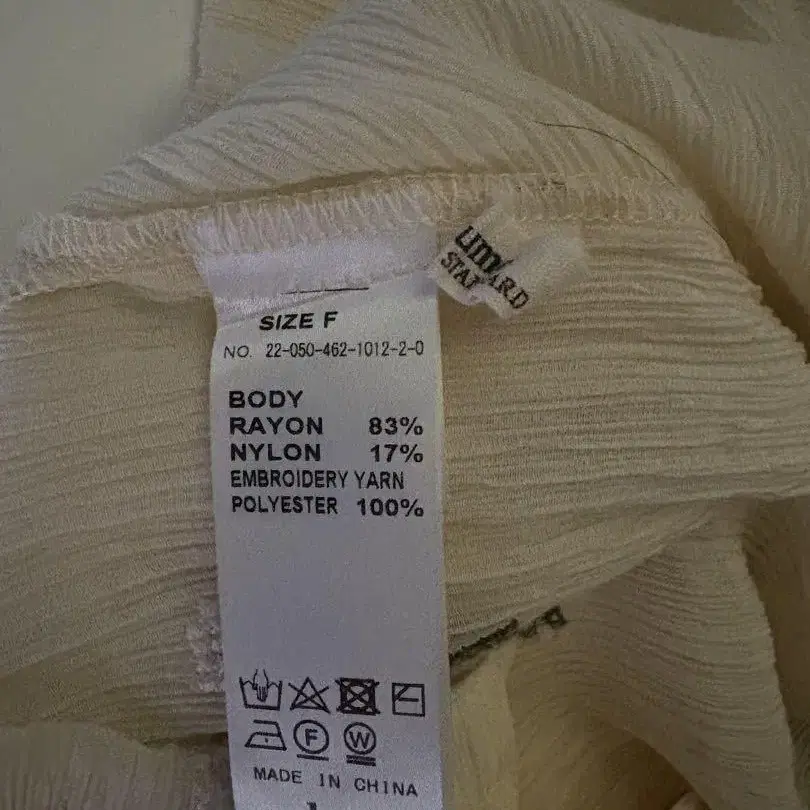 SIZE F
NO. 22-050-462-1012-2-0
BODY
RAYON 83%
NYLON 17%
EMBROIDERY YARN
POLYESTER 100%
F W
MADE IN CHINA